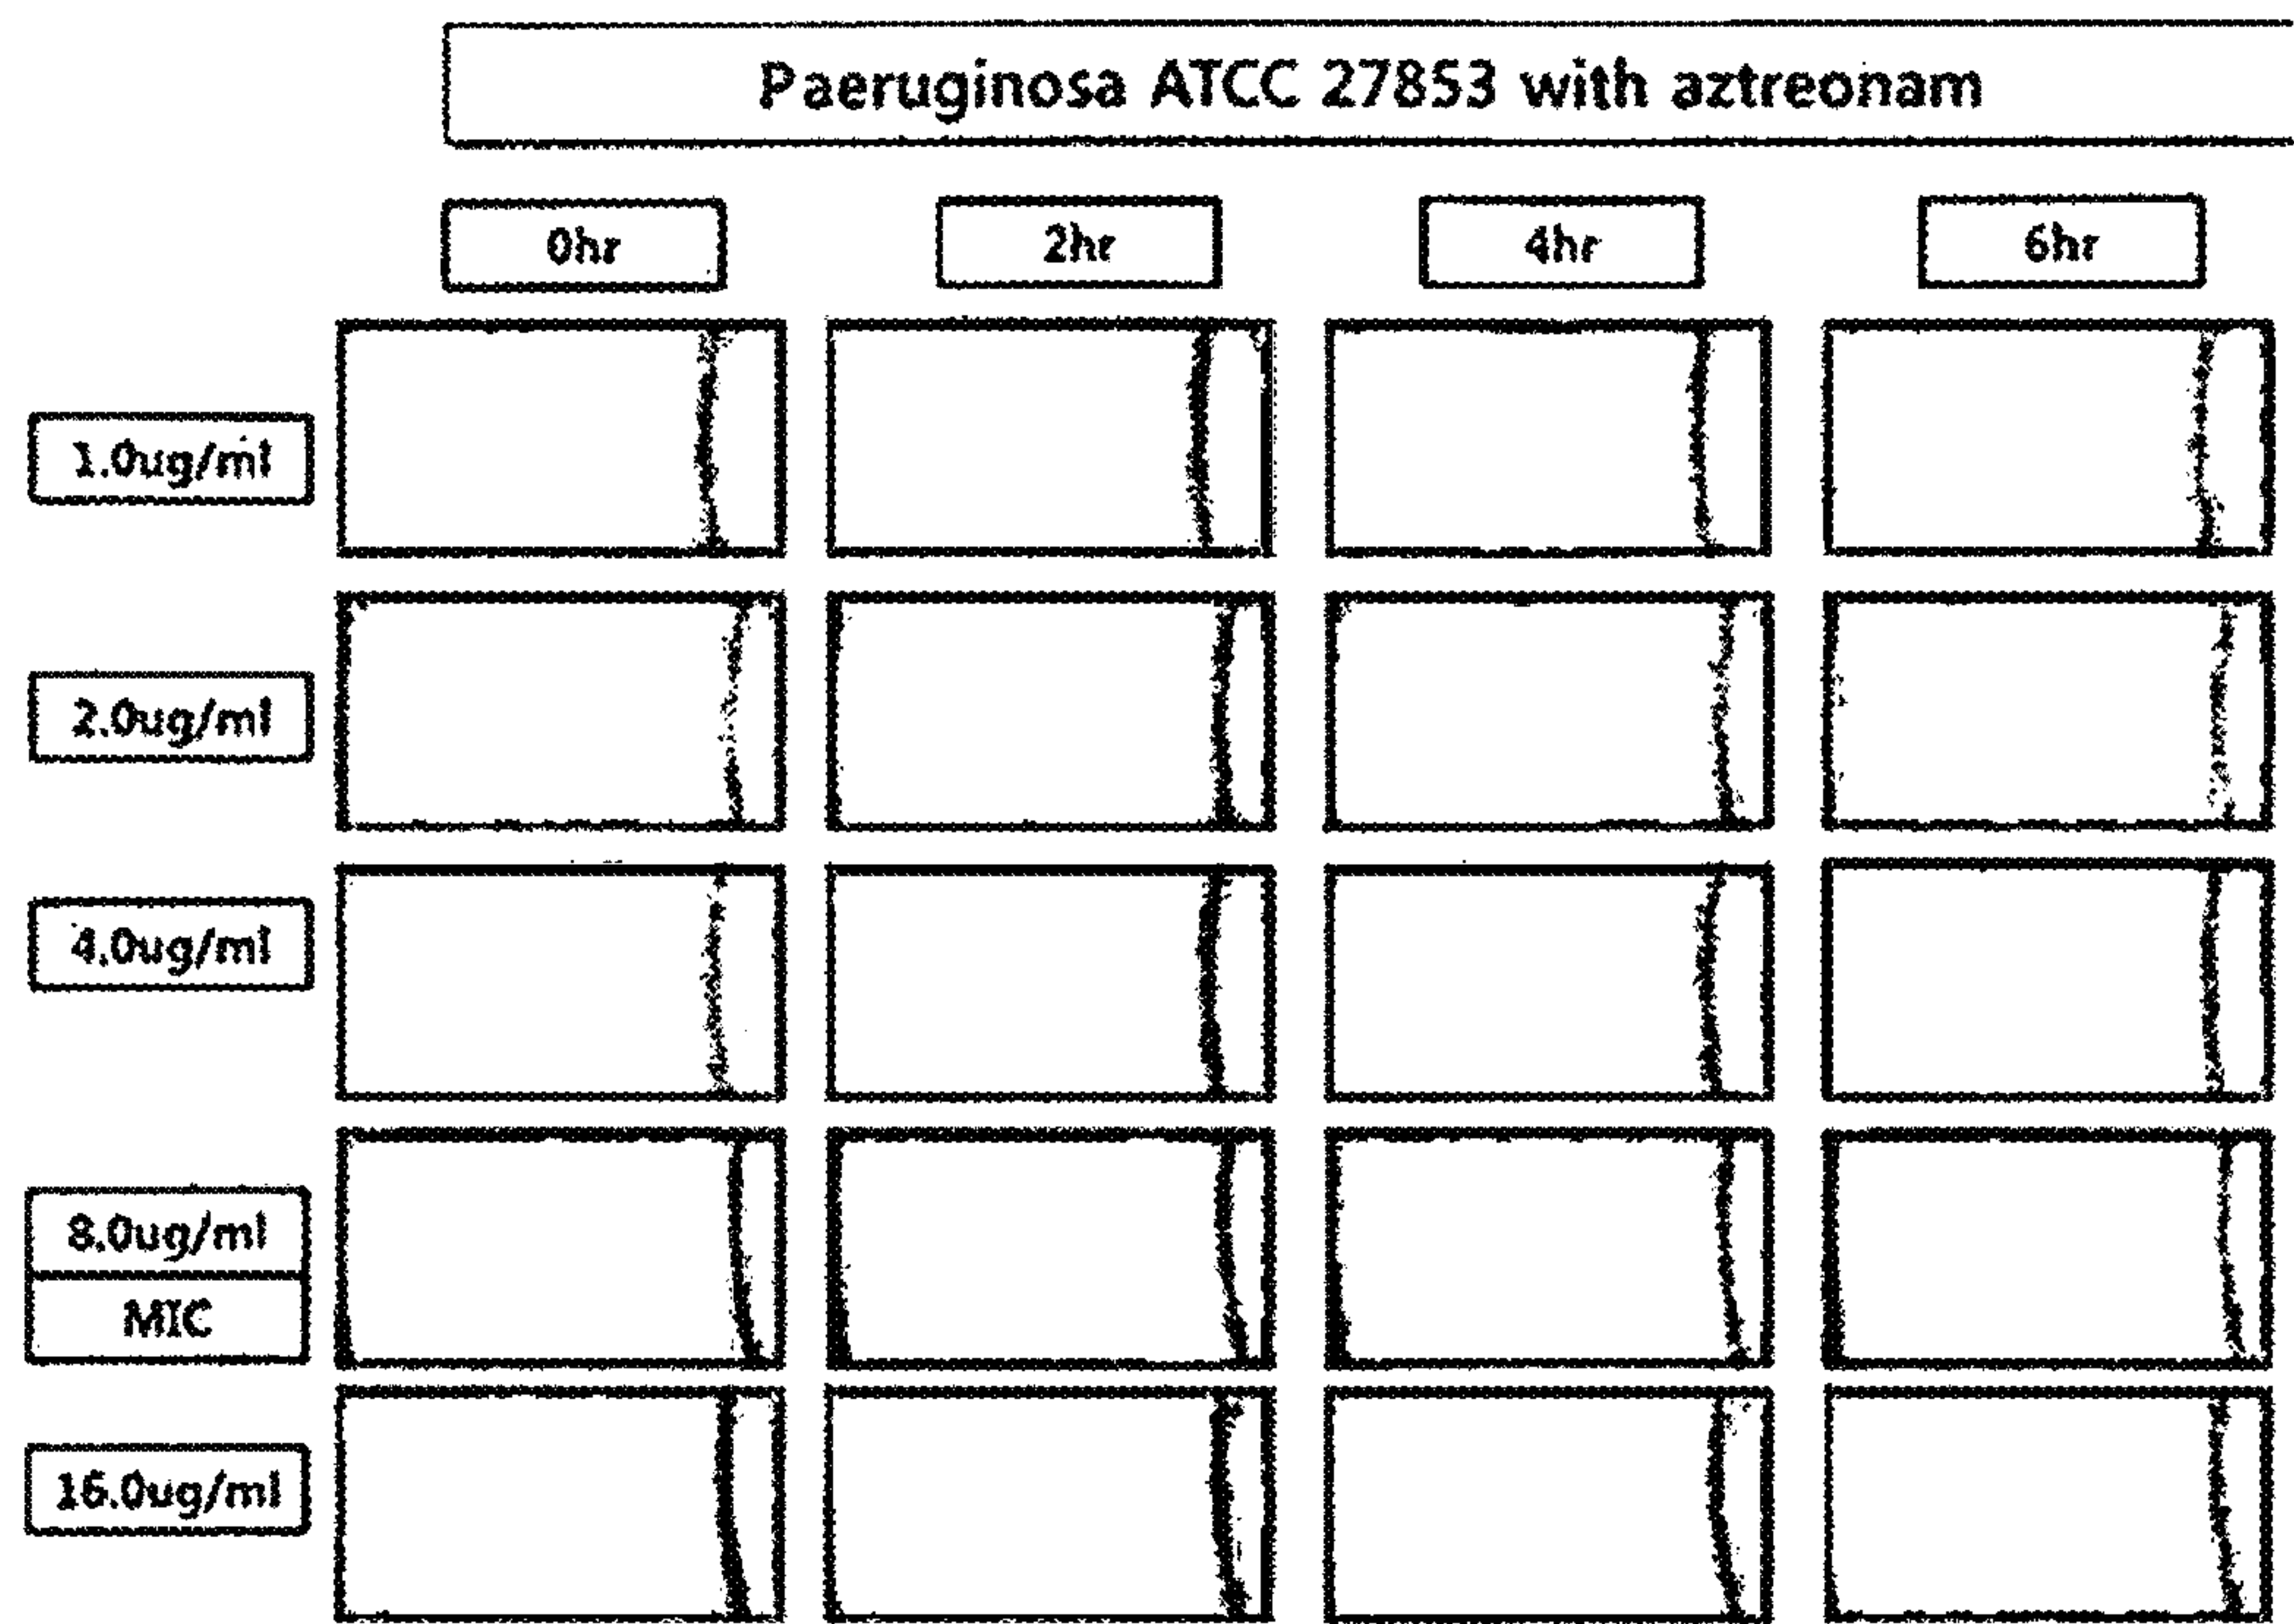 Paeruginosa ATCC 27853 with aztreonam
0hr
2hr
4hr
6hr
1.0ug/ml
2.0ug/ml
4.0ug/ml
8.0ug/ml
MIC
16.0ug/ml